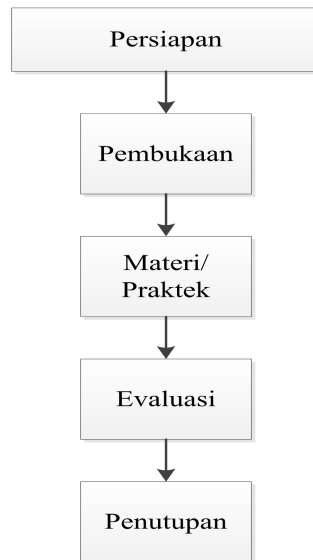 Persiapan
Pembukaan
Materi/
Praktek
Evaluasi
Penutupan